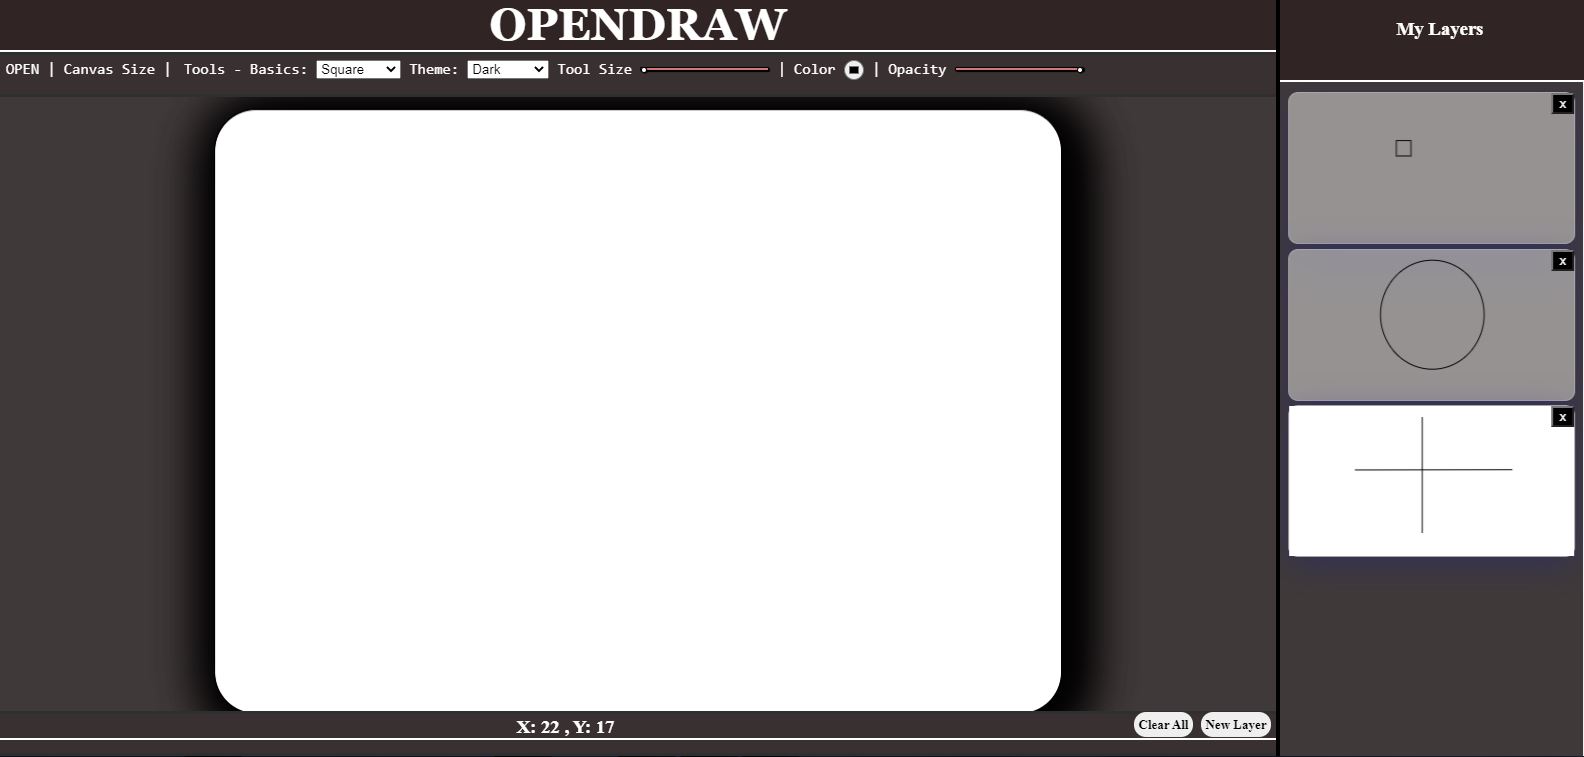 OPENDRAW
My Layers
OPEN | Canvas Size | Tools - Basics: Square Theme: Dark Tool Size | Color | Opacity
x
x
x
X: 22 , Y: 17
Clear All New Layer